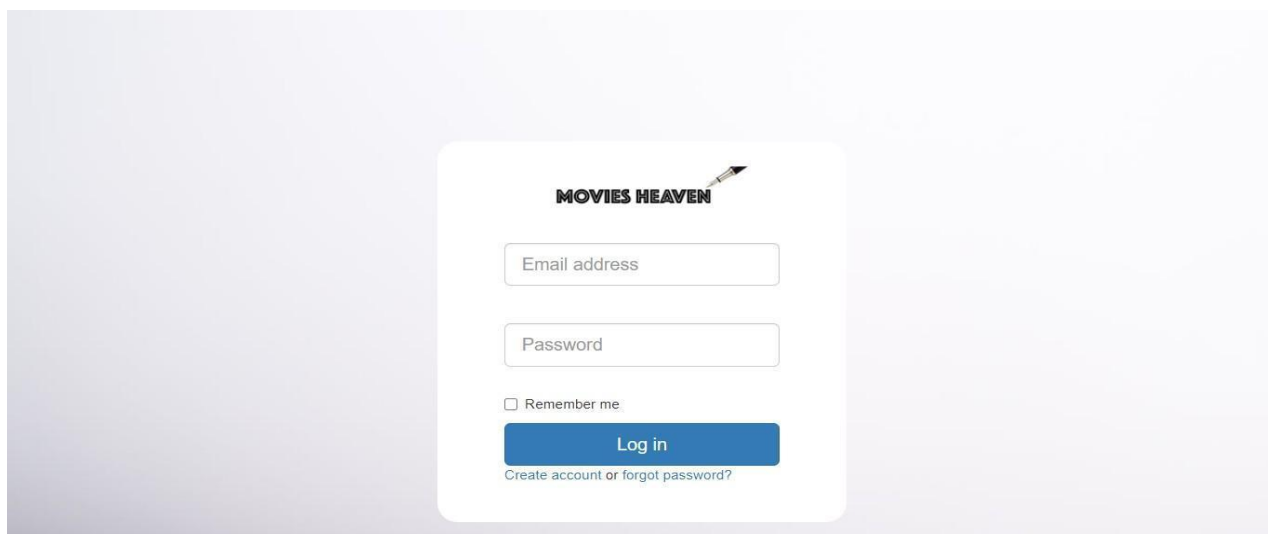 MOVIES HEAVEN
Email address
Password
Remember me
Log in
Create account or forgot password?